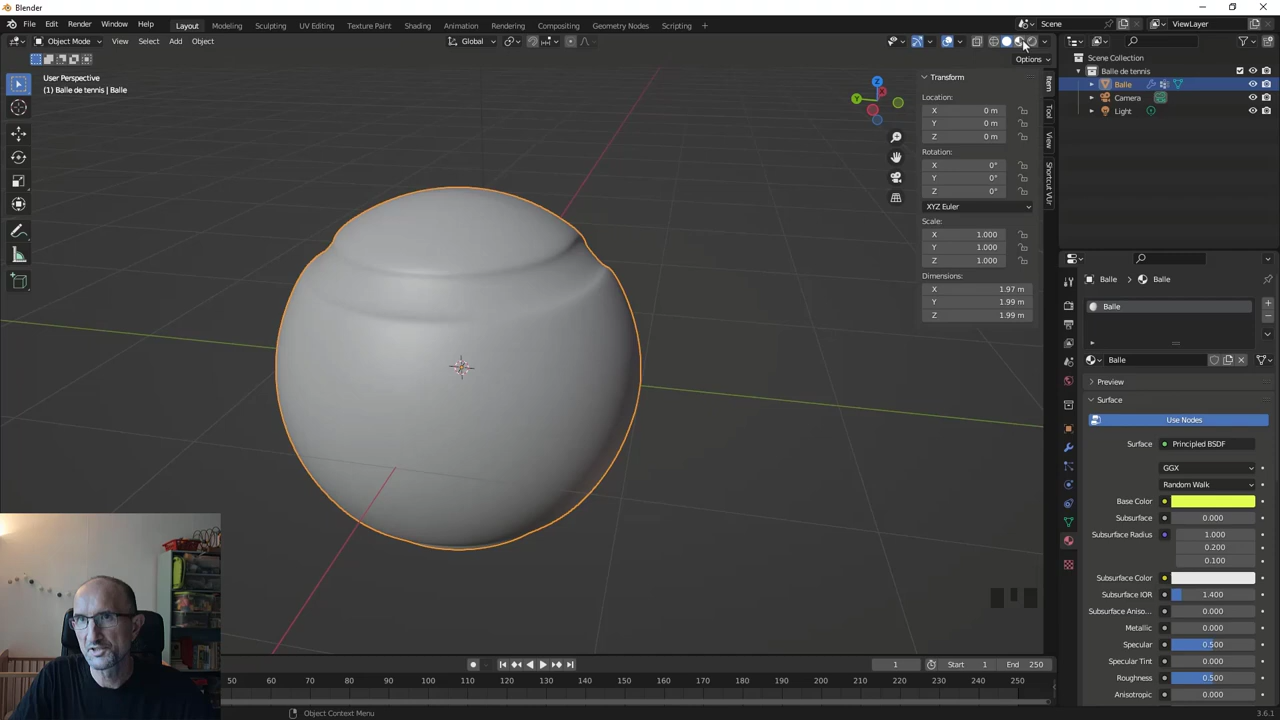 Blender
File Edit Render Window Help Layout Modeling Sculpting UV Editing Texture Paint Shading Animation Rendering Compositing Geometry Nodes Scripting + Scene ViewLayer
Object Mode View Select Add Object Global
Options
User Perspective
(1) Balle de tennis | Balle
Z
Y
X
Transform
Location:
X 0 m
Y 0 m
Z 0 m
Rotation:
X 0°
Y 0°
Z 0°
XYZ Euler
Scale:
X 1.000
Y 1.000
Z 1.000
Dimensions:
X 1.97 m
Y 1.99 m
Z 1.99 m
Item
Tool
View
Shortcut VUr
Scene Collection
Balle de tennis
Balle
Camera
Light
Balle > Balle
Balle
Balle
Preview
Surface
Use Nodes
Surface Principled BSDF
GGX
Random Walk
Base Color
Subsurface 0.000
Subsurface Radius 1.000
0.200
0.100
Subsurface Color
Subsurface IOR 1.400
Subsurface Aniso... 0.000
Metallic 0.000
Specular 0.500
Specular Tint 0.000
Roughness 0.500
Anisotropic 0.000
1 Start 1 End 250
50 60 70 80 90 100 110 120 130 140 150 160 170 180 190 200 210 220 230 240 250
Object Context Menu
3.6.1